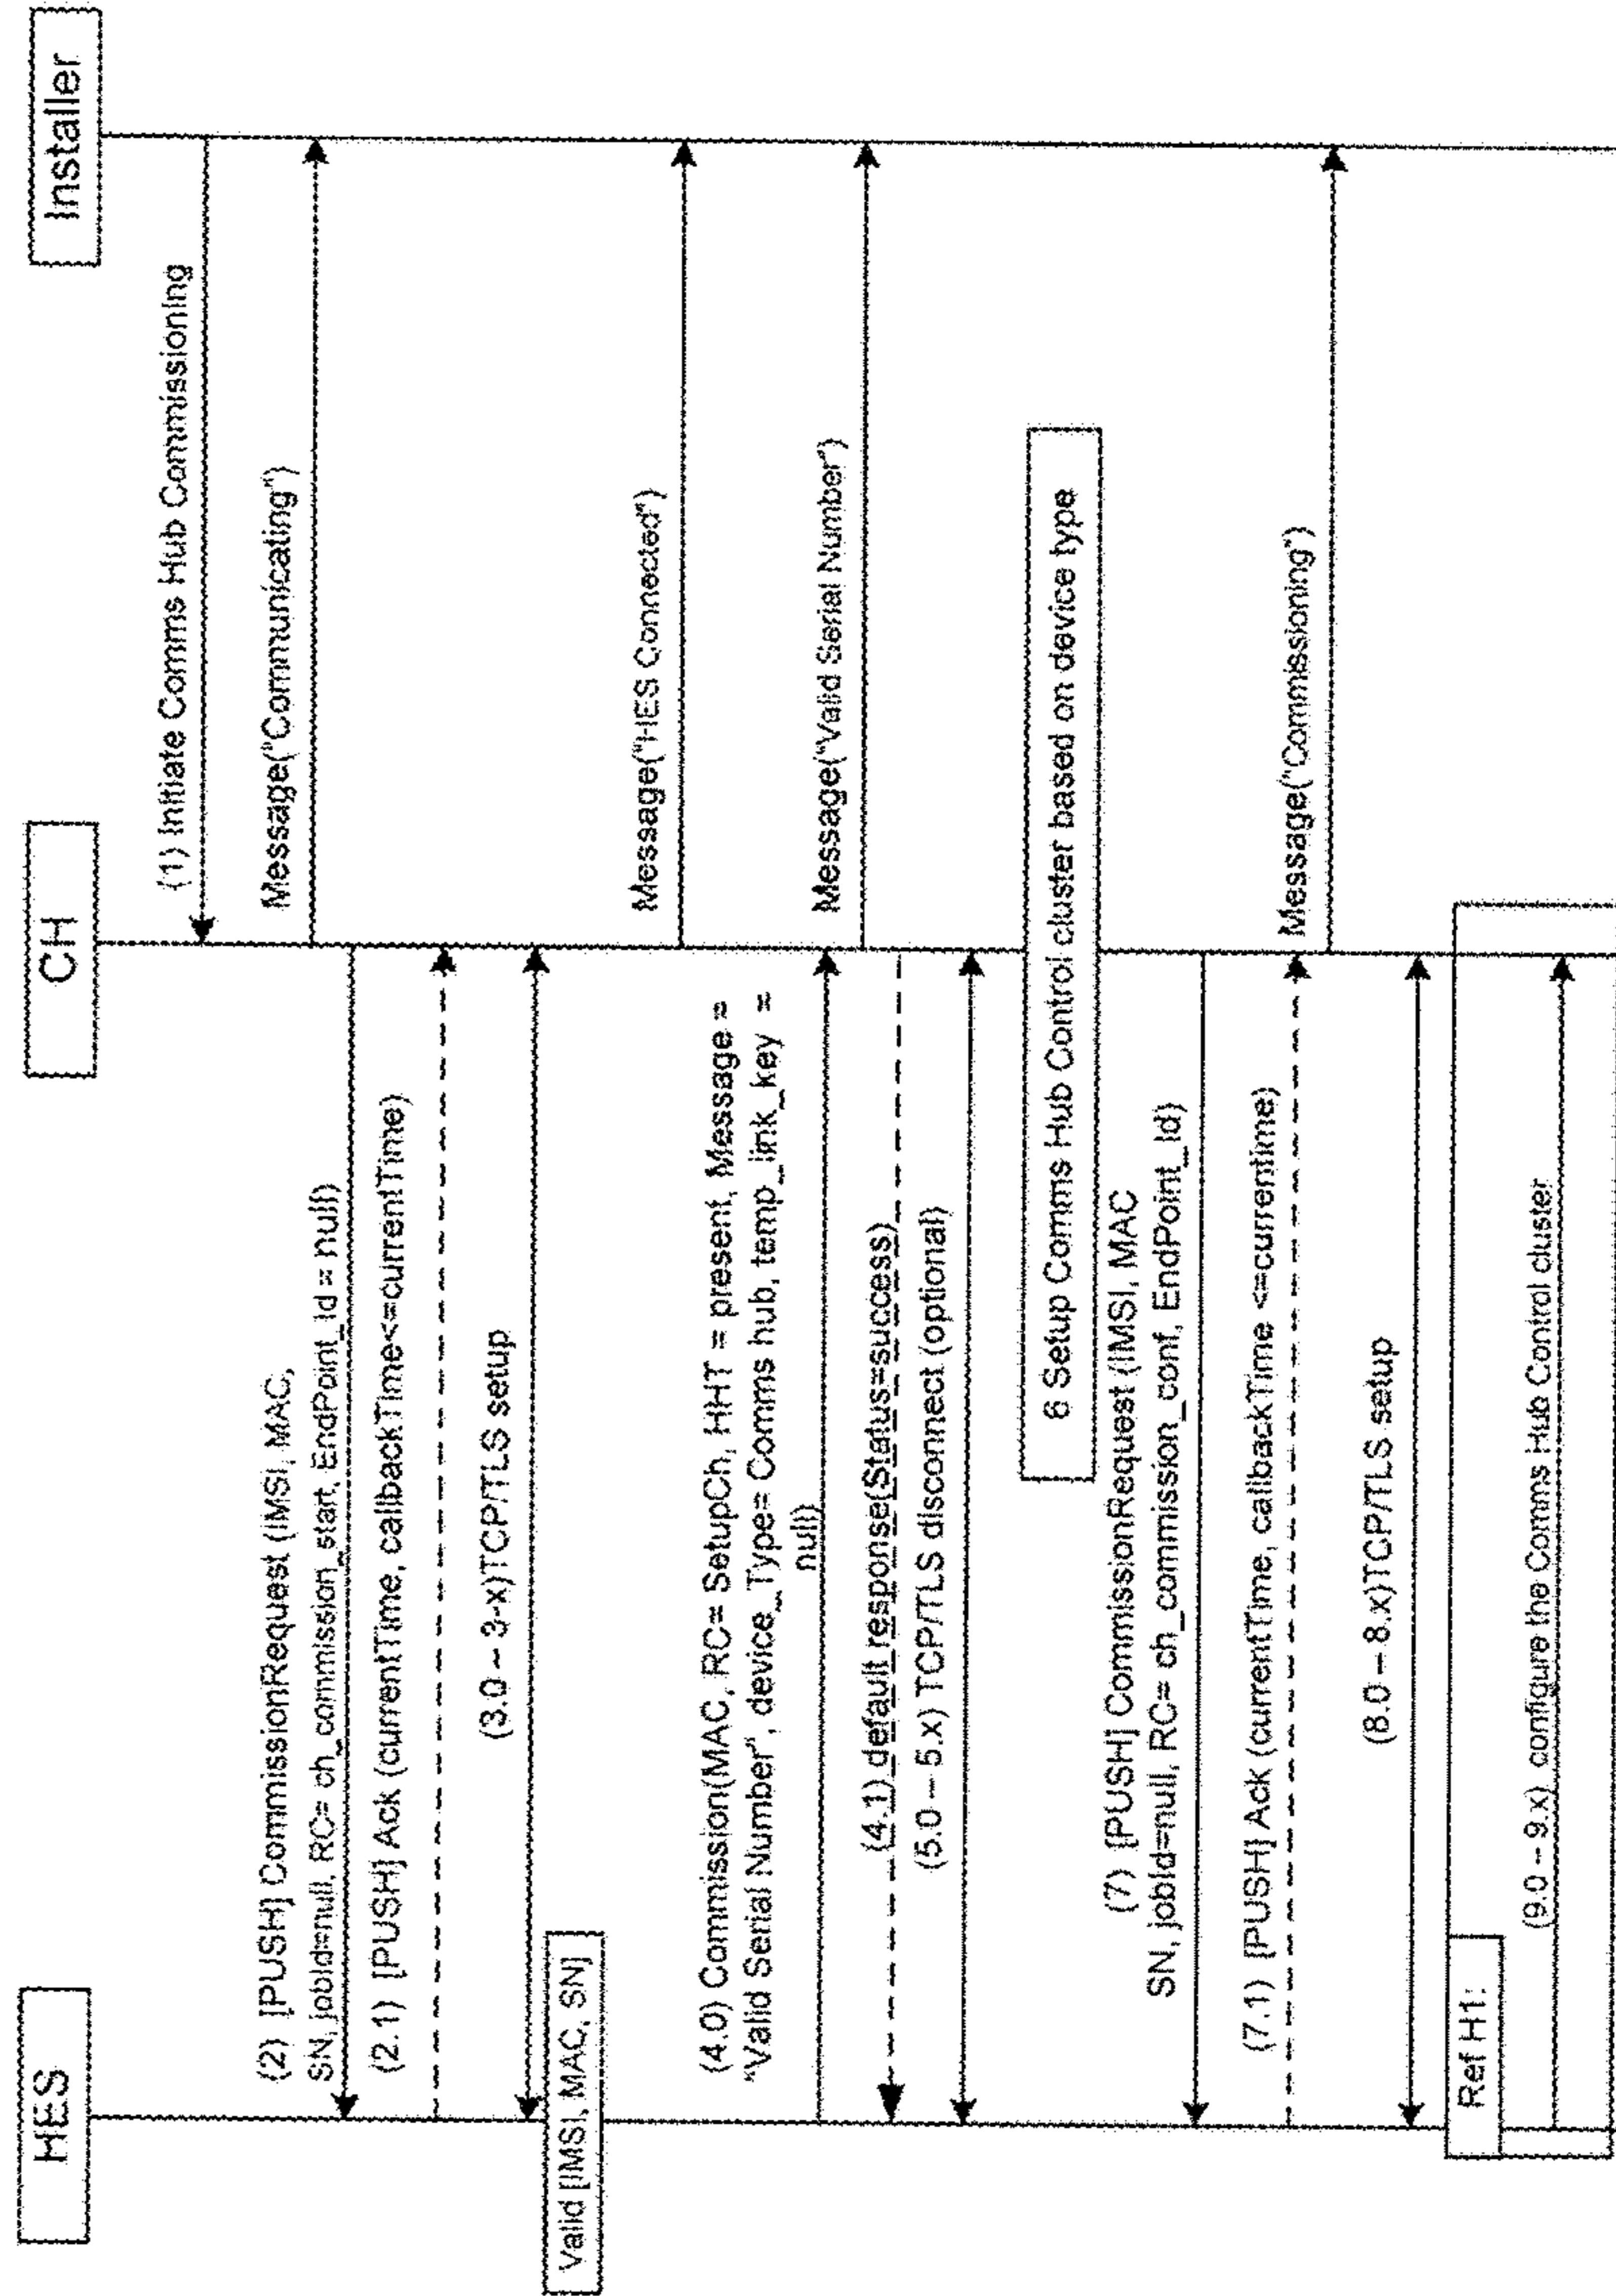 HES
CH
Installer
(1) Initiate Comms Hub Commissioning
Message("Communicating")
(2) [PUSH] CommissionRequest (IMSI, MAC,
SN, jobId=null, RC= ch_commission_start, EndPoint_Id = null)
(2.1) [PUSH] Ack (currentTime, callbackTime<=currentTime)
(3.0 – 3-x)TCP/TLS setup
Valid [IMSI, MAC, SN]
Message("HES Connected")
(4.0) Commission(MAC, RC= SetupCh, HHT = present, Message =
"Valid Serial Number", device_Type= Comms hub, temp_link_key =
null)
Message("Valid Serial Number")
(4.1) default response(Status=success)
(5.0 – 5.x) TCP/TLS disconnect (optional)
6 Setup Comms Hub Control cluster based on device type
(7) [PUSH] CommissionRequest (IMSI, MAC
SN, jobId=null, RC= ch_commission_conf, EndPoint_Id)
(7.1) [PUSH] Ack (currentTime, callbackTime <=currentime)
Message("Commissioning")
(8.0 – 8.x)TCP/TLS setup
Ref H1:
(9.0 – 9.x) configure the Comms Hub Control cluster